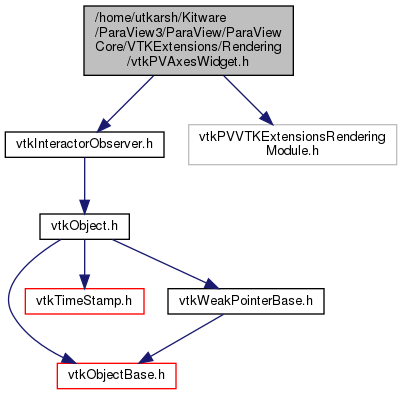 /home/utkarsh/Kitware
/ParaView3/ParaView/ParaView
Core/VTKExtensions/Rendering
/vtkPVAxesWidget.h
vtkInteractorObserver.h
vtkPVVTKExtensionsRendering
Module.h
vtkObject.h
vtkTimeStamp.h
vtkWeakPointerBase.h
vtkObjectBase.h